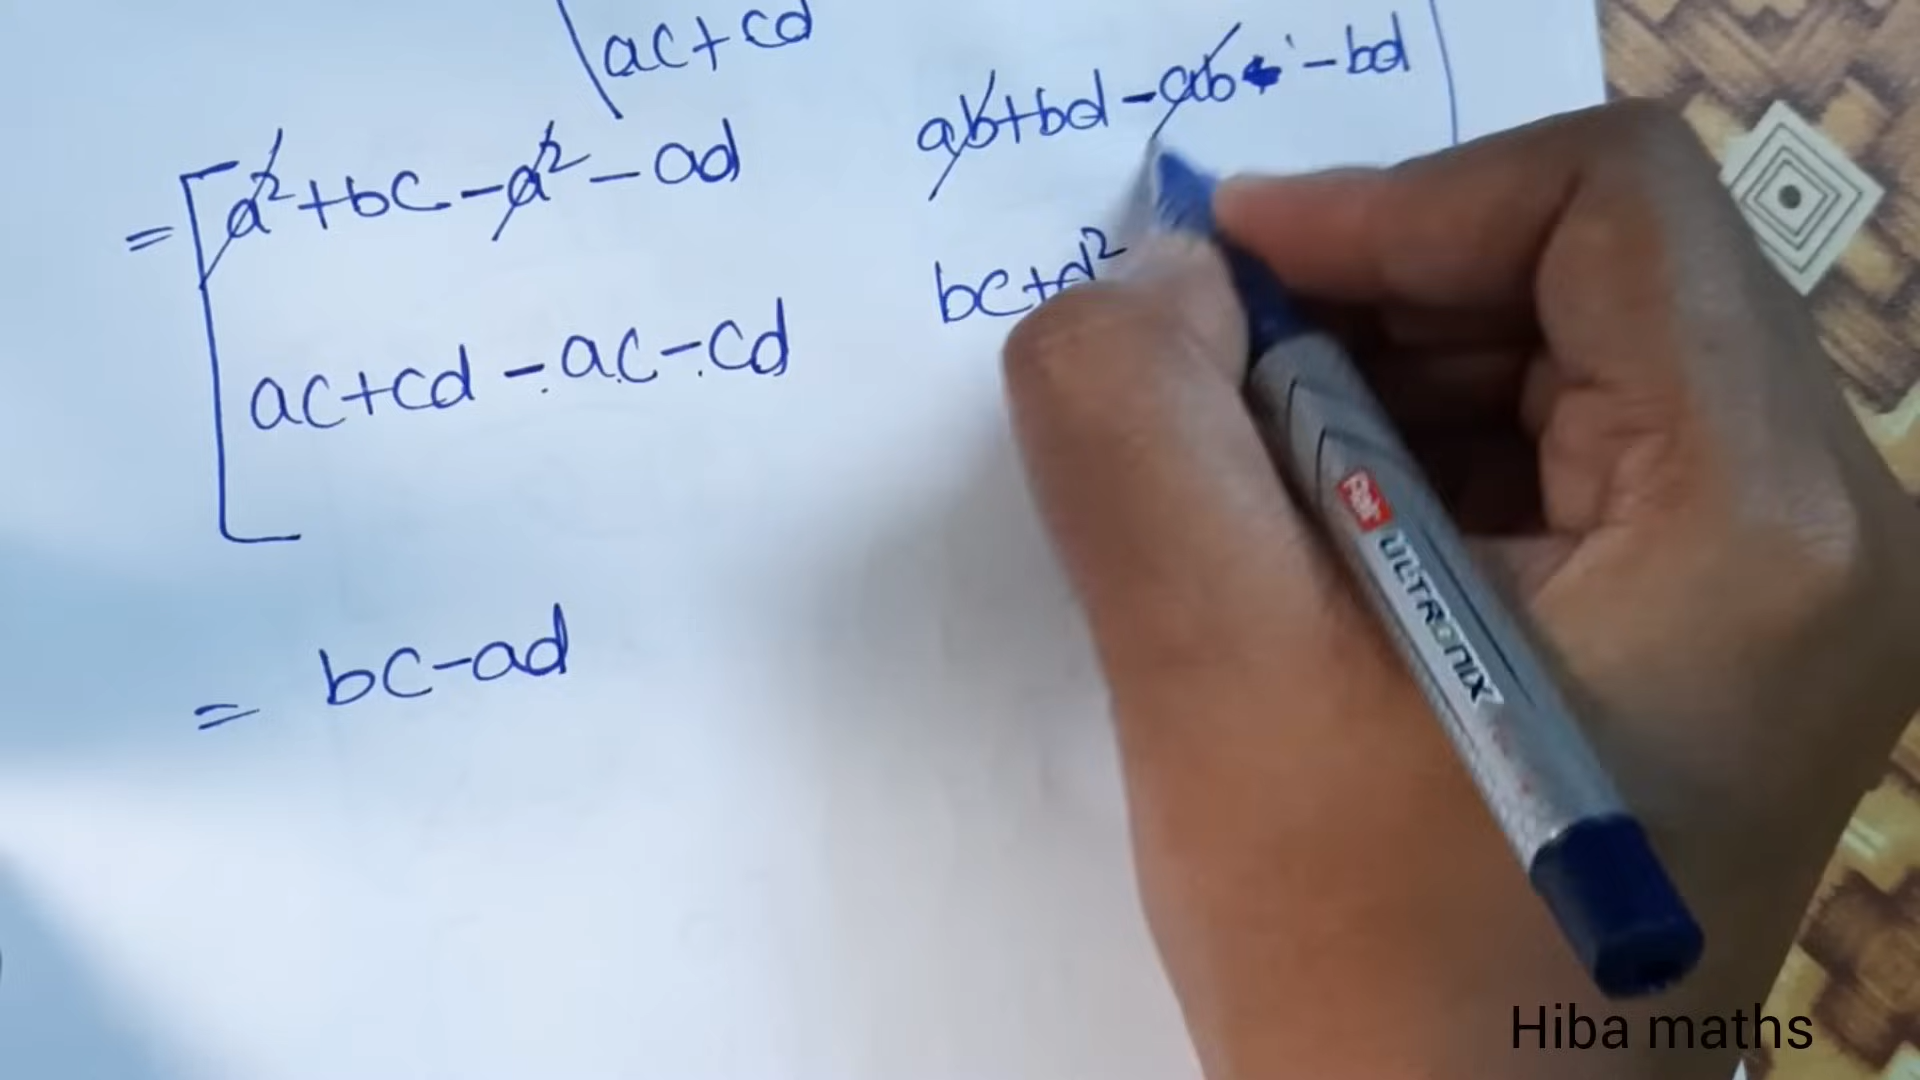 ac+cd
= [a²+bc-a²-ad ab+bd-ab-bd
ac+cd-ac-cd bc+d²
= bc-ad
Flair ULTRONIX
Hiba maths